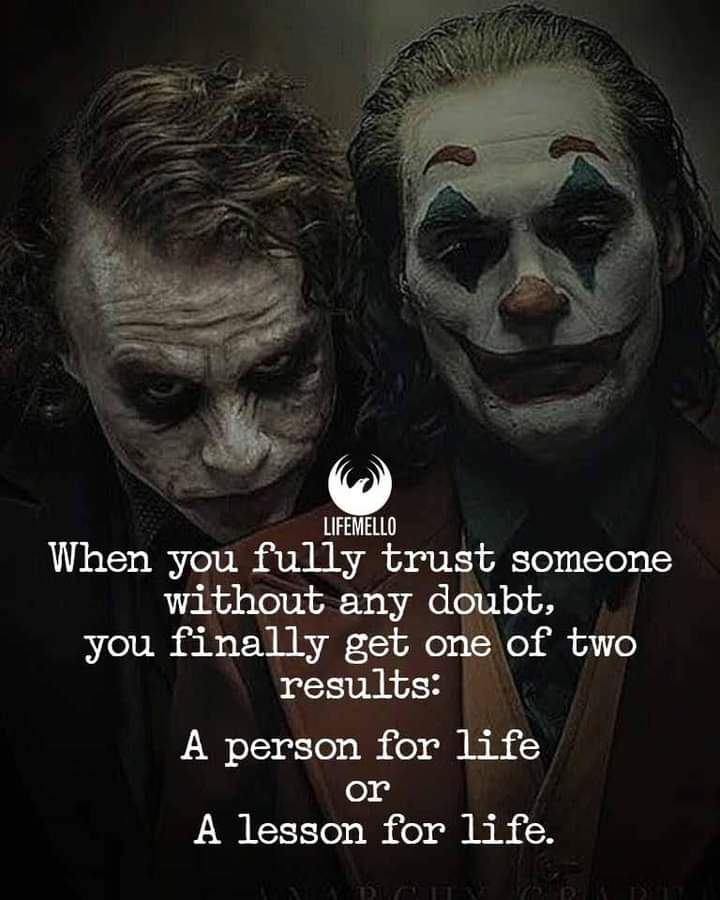 LIFEMELLO
When you fully trust someone
without any doubt,
you finally get one of two
results:
A person for life
or
A lesson for life.